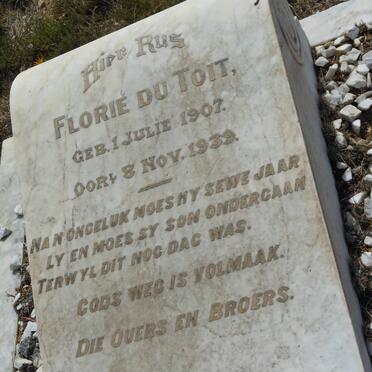 Hier Rus
FLORIE DU TOIT,
GEB. 1 JULIE 1907.
OORL. 8 NOV. 1939.
NA N ONGELUK MOES HY SEWE JAAR
LY EN MOES SY SON ONDERGAAN
TERWYL DIT NOG DAG WAS.
GODS WEG IS VOLMAAK.
DIE OUERS EN BROERS.